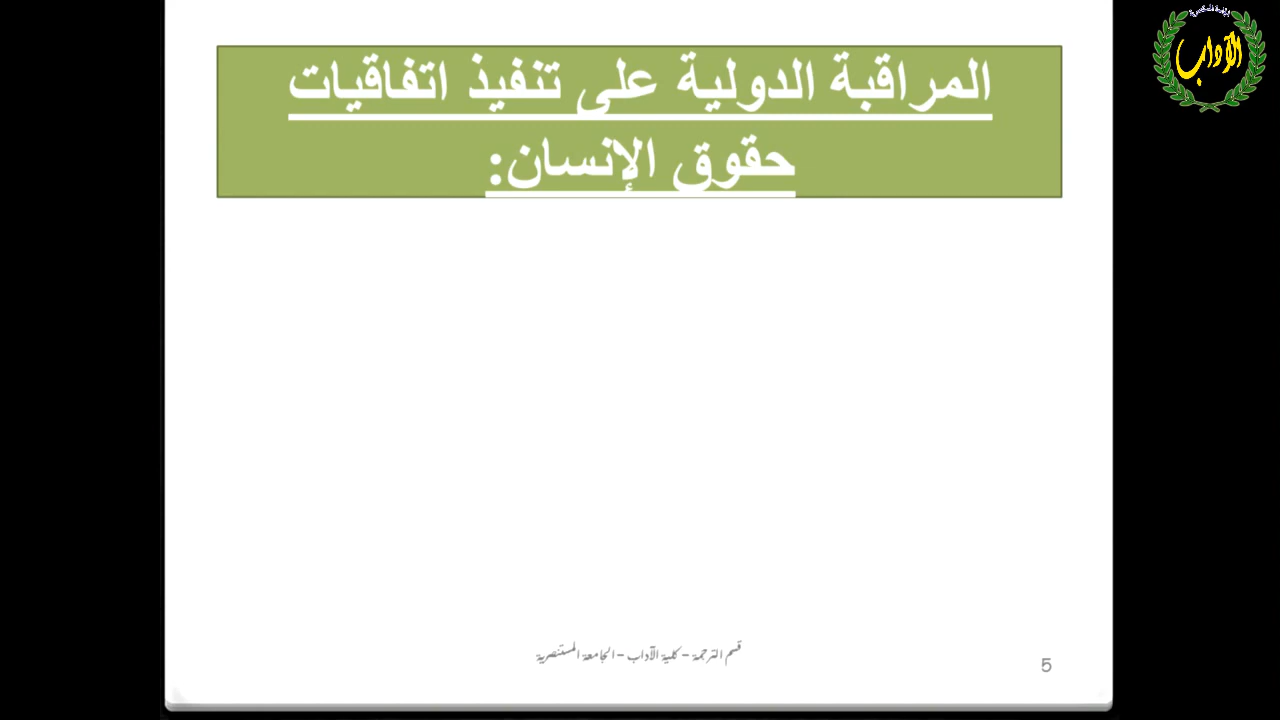 المراقبة الدولية على تنفيذ اتفاقيات
حقوق الإنسان:
الآداب
قسم الترجمة – كلية الآداب – الجامعة المستنصرية
5